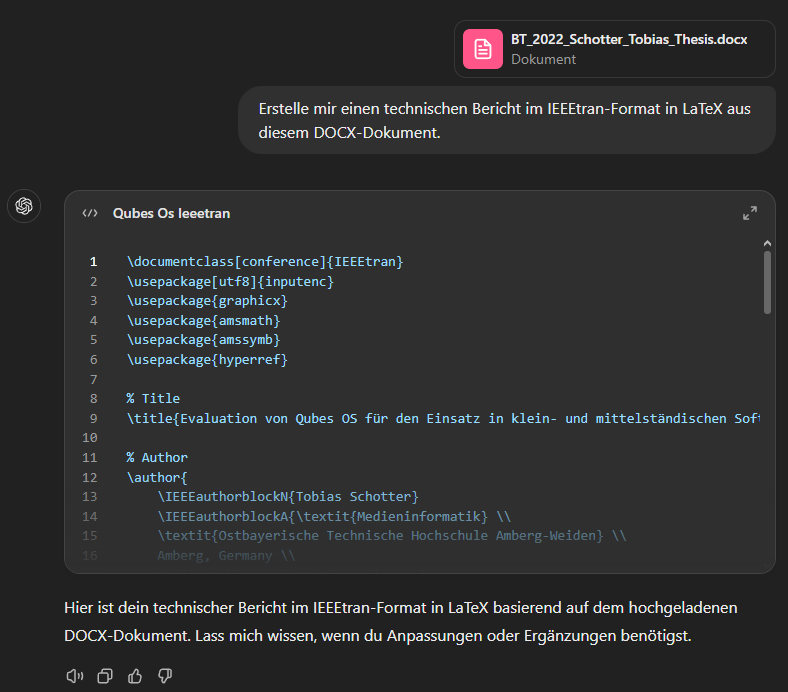 BT_2022_Schotter_Tobias_Thesis.docx
Dokument
Erstelle mir einen technischen Bericht im IEEEtran-Format in LaTeX aus
diesem DOCX-Dokument.
</> Qubes Os Ieeetran
1 \documentclass[conference]{IEEEtran}
2 \usepackage[utf8]{inputenc}
3 \usepackage{graphicx}
4 \usepackage{amsmath}
5 \usepackage{amssymb}
6 \usepackage{hyperref}
7
8 % Title
9 \title{Evaluation von Qubes OS für den Einsatz in klein- und mittelständischen Sof
10
11 % Author
12 \author{
13 \IEEEauthorblockN{Tobias Schotter}
14 \IEEEauthorblockA{\textit{Medieninformatik} \\
15 \textit{Ostbayerische Technische Hochschule Amberg-Weiden} \\
16 Amberg, Germany \\
Hier ist dein technischer Bericht im IEEEtran-Format in LaTeX basierend auf dem hochgeladenen
DOCX-Dokument. Lass mich wissen, wenn du Anpassungen oder Ergänzungen benötigst.